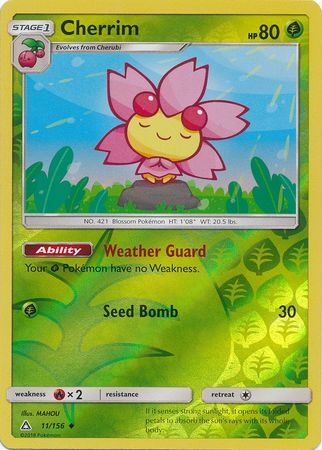 STAGE 1 Cherrim HP 80
Evolves from Cherubi
NO. 421 Blossom Pokémon HT: 1'08" WT: 20.5 lbs.
Ability Weather Guard
Your Pokémon have no Weakness.
Seed Bomb 30
weakness × 2 resistance retreat
Illus. MAHOU
11/156
©2018 Pokémon
If it senses strong sunlight, it opens its folded
petals to absorb the sun's rays with its whole
body.